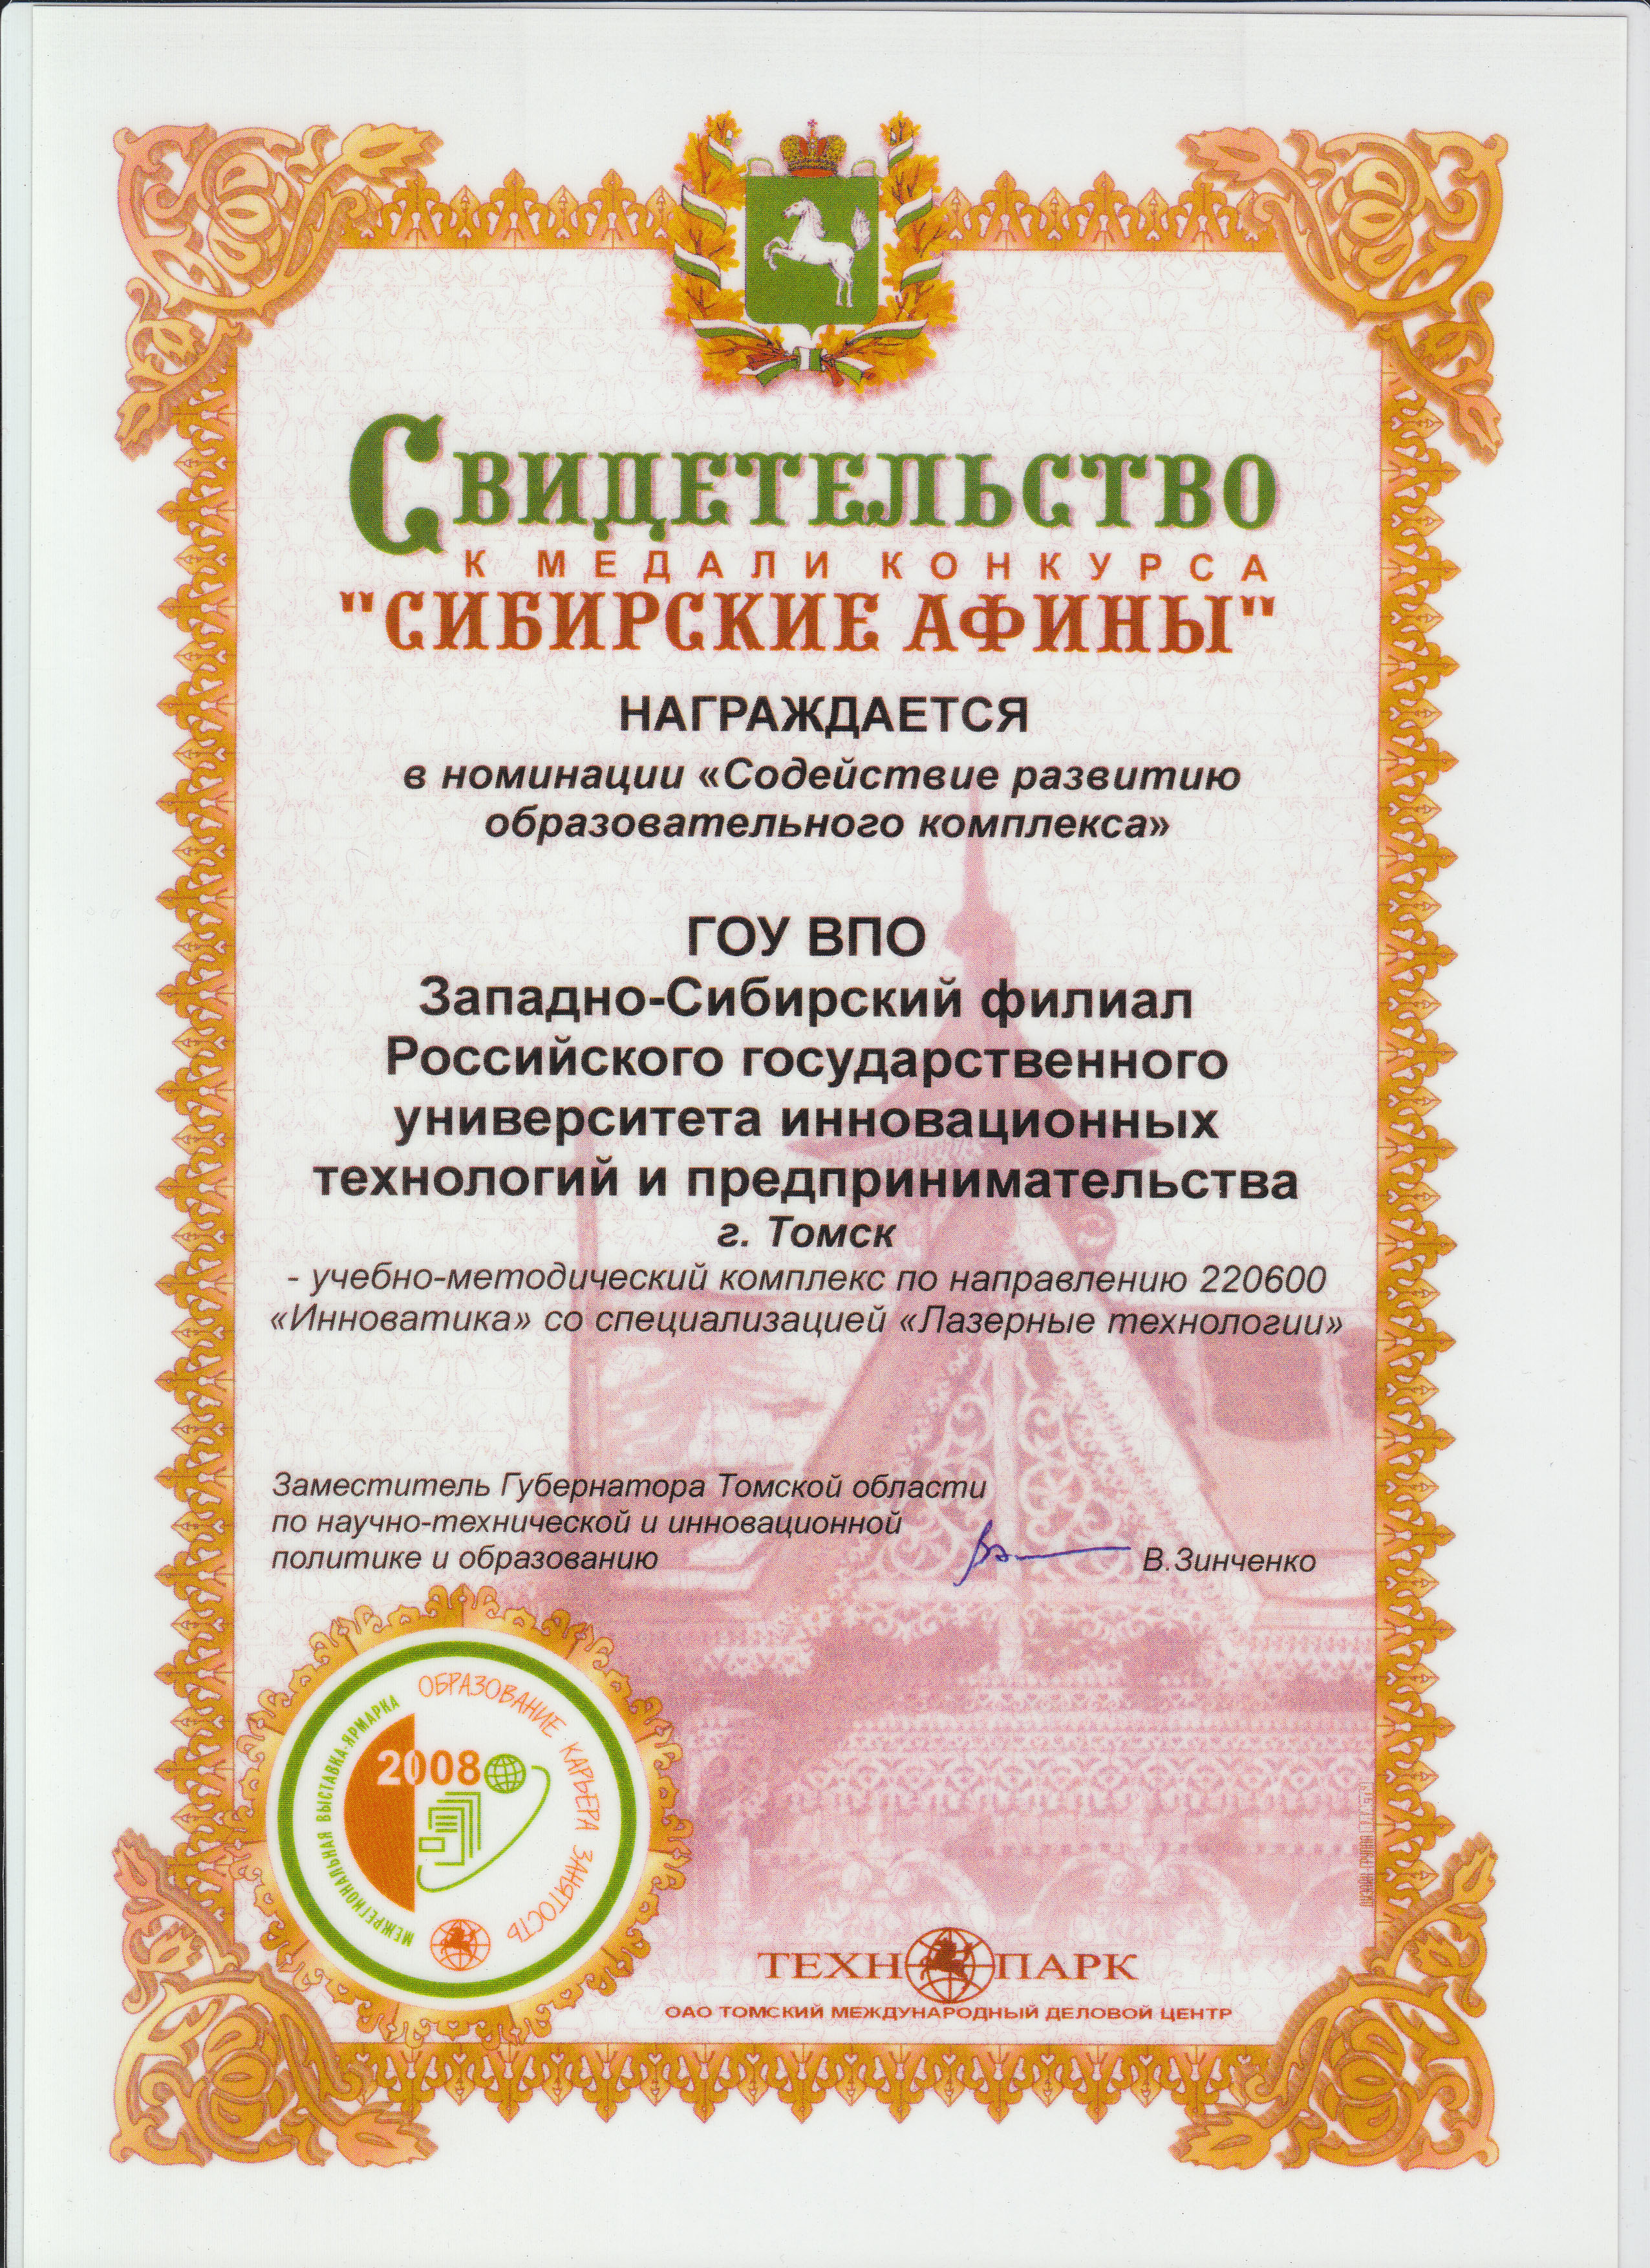 СВИДЕТЕЛЬСТВО
К МЕДАЛИ КОНКУРСА
"СИБИРСКИЕ АФИНЫ"
НАГРАЖДАЕТСЯ
в номинации «Содействие развитию
образовательного комплекса»
ГОУ ВПО
Западно-Сибирский филиал
Российского государственного
университета инновационных
технологий и предпринимательства
г. Томск
- учебно-методический комплекс по направлению 220600
«Инноватика» со специализацией «Лазерные технологии»
Заместитель Губернатора Томской области
по научно-технической и инновационной
политике и образованию
В.Зинченко
МЕЖРЕГИОНАЛЬНАЯ ВЫСТАВКА-ЯРМАРКА
ОБРАЗОВАНИЕ КАРЬЕРА ЗАНЯТОСТЬ
2008
ТЕХНОПАРК
ОАО ТОМСКИЙ МЕЖДУНАРОДНЫЙ ДЕЛОВОЙ ЦЕНТР